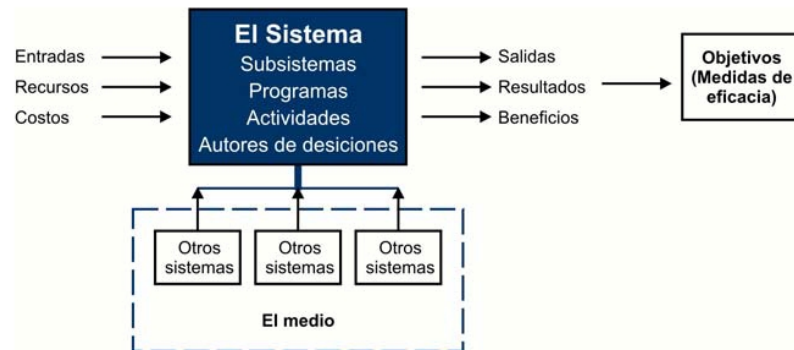 El Sistema
Subsistemas
Programas
Actividades
Autores de desiciones
Entradas
Recursos
Costos
Salidas
Resultados
Beneficios
Objetivos
(Medidas de
eficacia)
Otros
sistemas
Otros
sistemas
Otros
sistemas
El medio